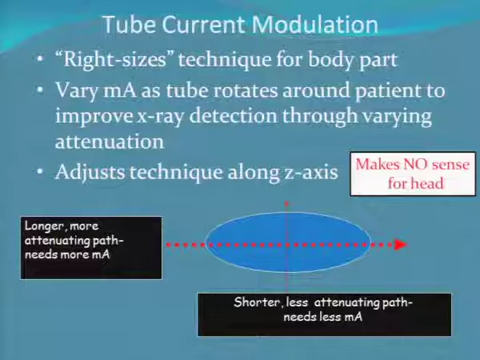 Tube Current Modulation
• “Right-sizes” technique for body part
• Vary mA as tube rotates around patient to
improve x-ray detection through varying
attenuation
• Adjusts technique along z-axis
Makes NO sense
for head
Longer, more
attenuating path-
needs more mA
Shorter, less attenuating path-
needs less mA